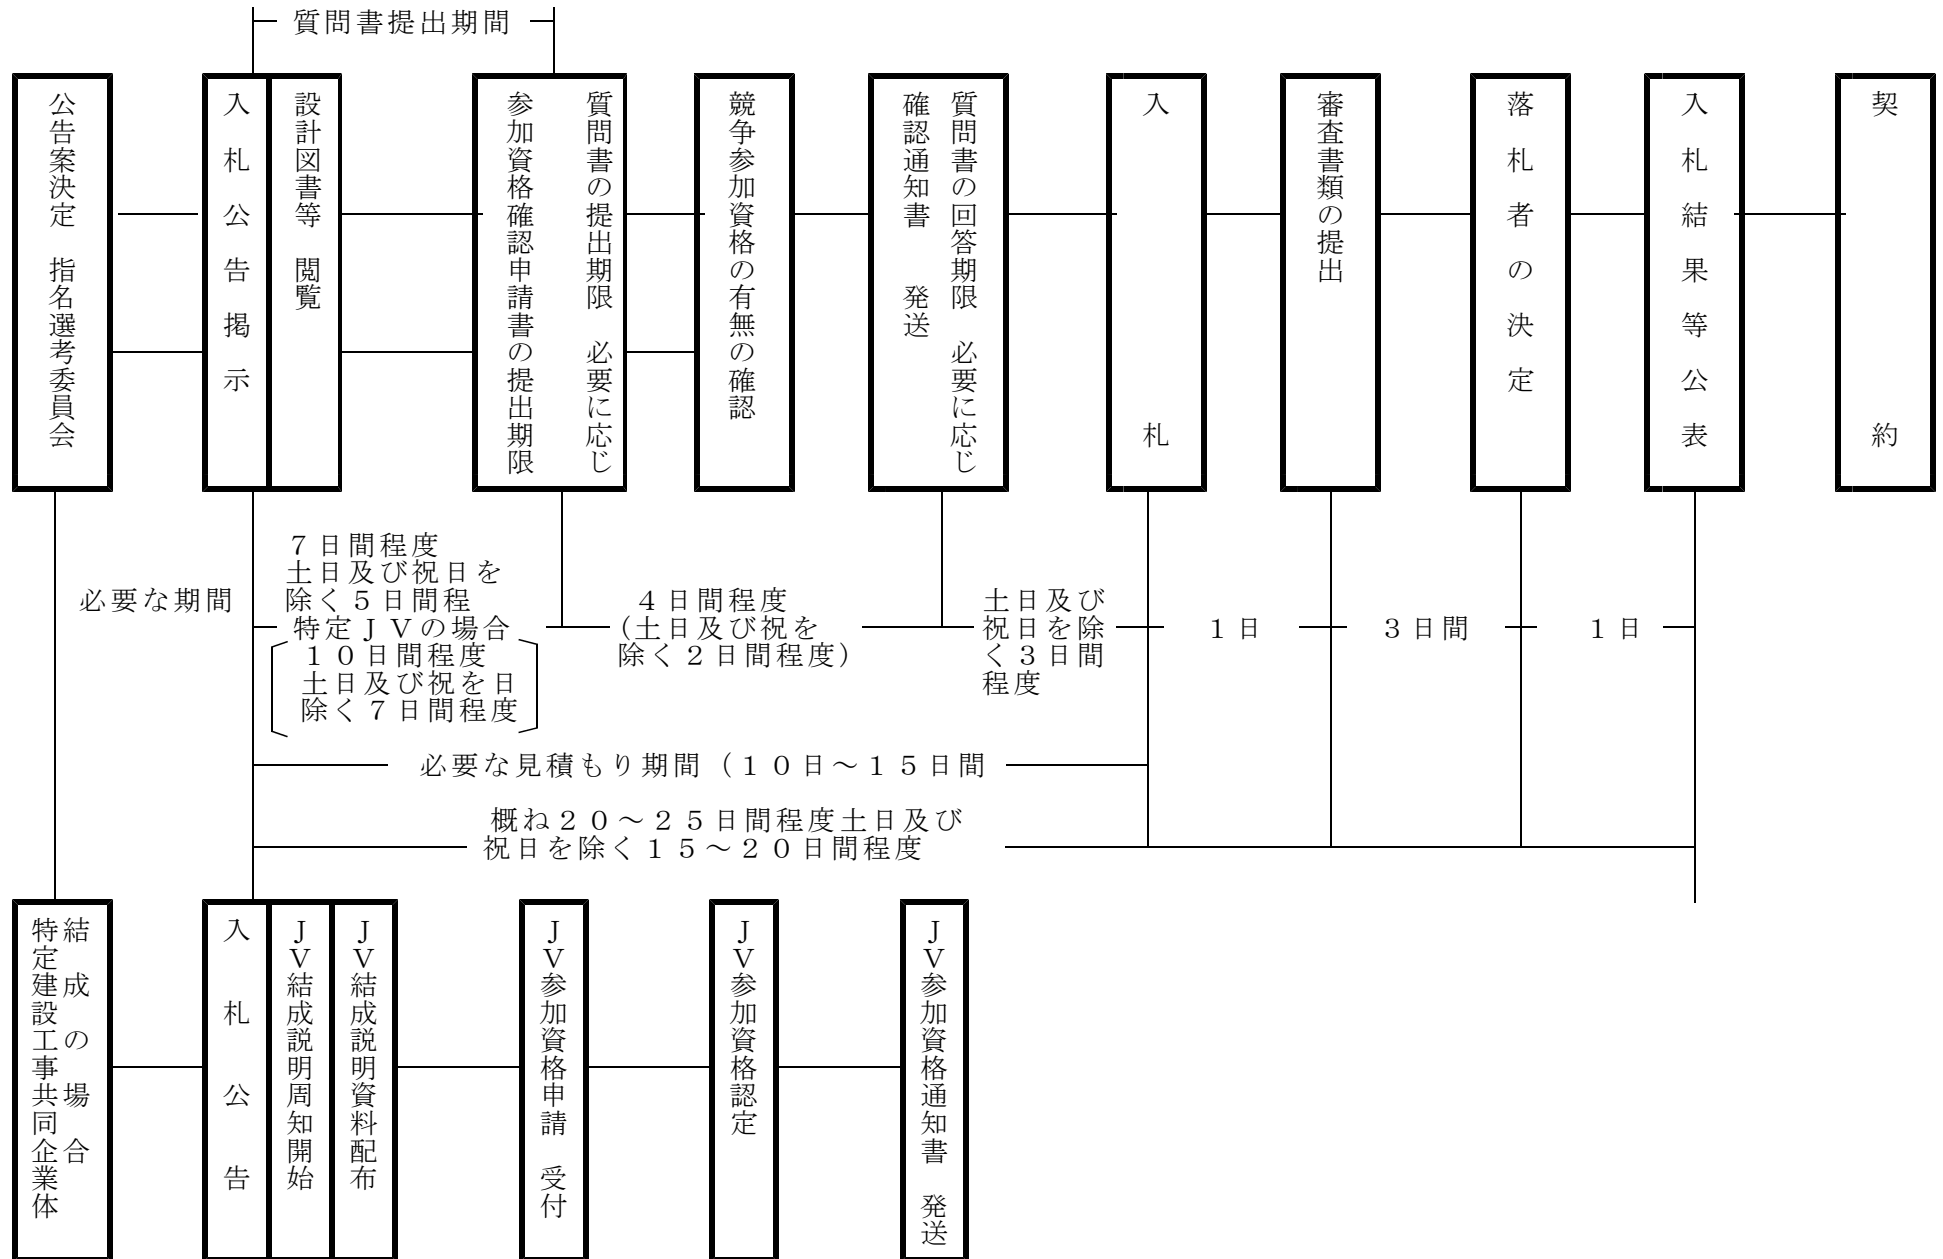 質問書提出期間
公告案決定　指名選考委員会
入札公告掲示
設計図書等　閲覧
質問書の提出期限　必要に応じ
参加資格確認申請書の提出期限
競争参加資格の有無の確認
質問書の回答期限　必要に応じ
確認通知書　発送
入札
審査書類の提出
落札者の決定
入札結果等公表
契約
必要な期間
７日間程度
土日及び祝日を
除く５日間程
特定ＪＶの場合
１０日間程度
土日及び祝を日
除く７日間程度
４日間程度
(土日及び祝を
除く２日間程度)
土日及び
祝日を除
く３日間
程度
１日
３日間
１日
必要な見積もり期間（１０日～１５日間
概ね２０～２５日間程度土日及び
祝日を除く１５～２０日間程度
結成の場合
特定建設工事共同企業体
入札公告
ＪＶ結成説明周知開始
ＪＶ結成説明資料配布
ＪＶ参加資格申請　受付
ＪＶ参加資格認定
ＪＶ参加資格通知書　発送